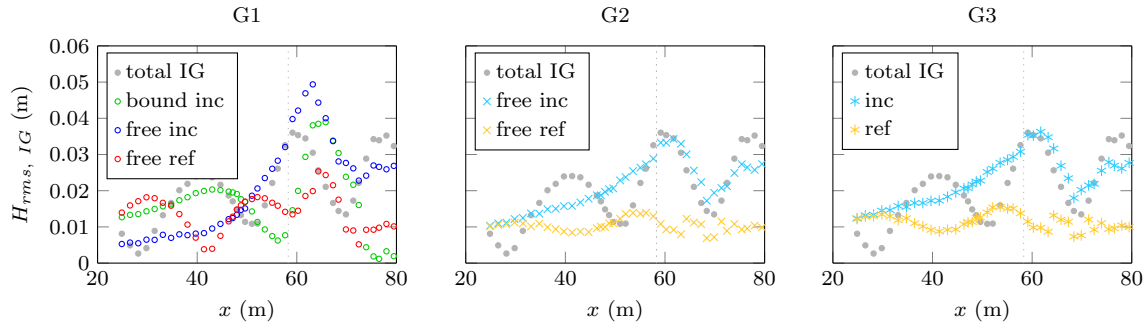 G1
G2
G3
H_{rms, IG} (m)
0.06
0.05
0.04
0.03
0.02
0.01
0
total IG
bound inc
free inc
free ref
20 40 60 80
x (m)
total IG
free inc
free ref
20 40 60 80
x (m)
total IG
inc
ref
20 40 60 80
x (m)